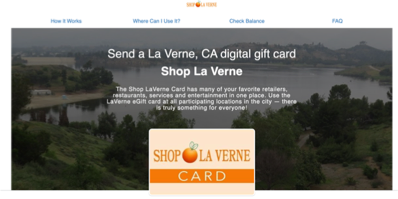 SHOP LA VERNE
How It Works Where Can I Use It? Check Balance FAQ
Send a La Verne, CA digital gift card
Shop La Verne
The Shop LaVerne Card has many of your favorite retailers,
restaurants, services and entertainment in one place. Use the
LaVerne eGift card at all participating locations in the city — there
is truly something for everyone!
SHOP LA VERNE
CARD